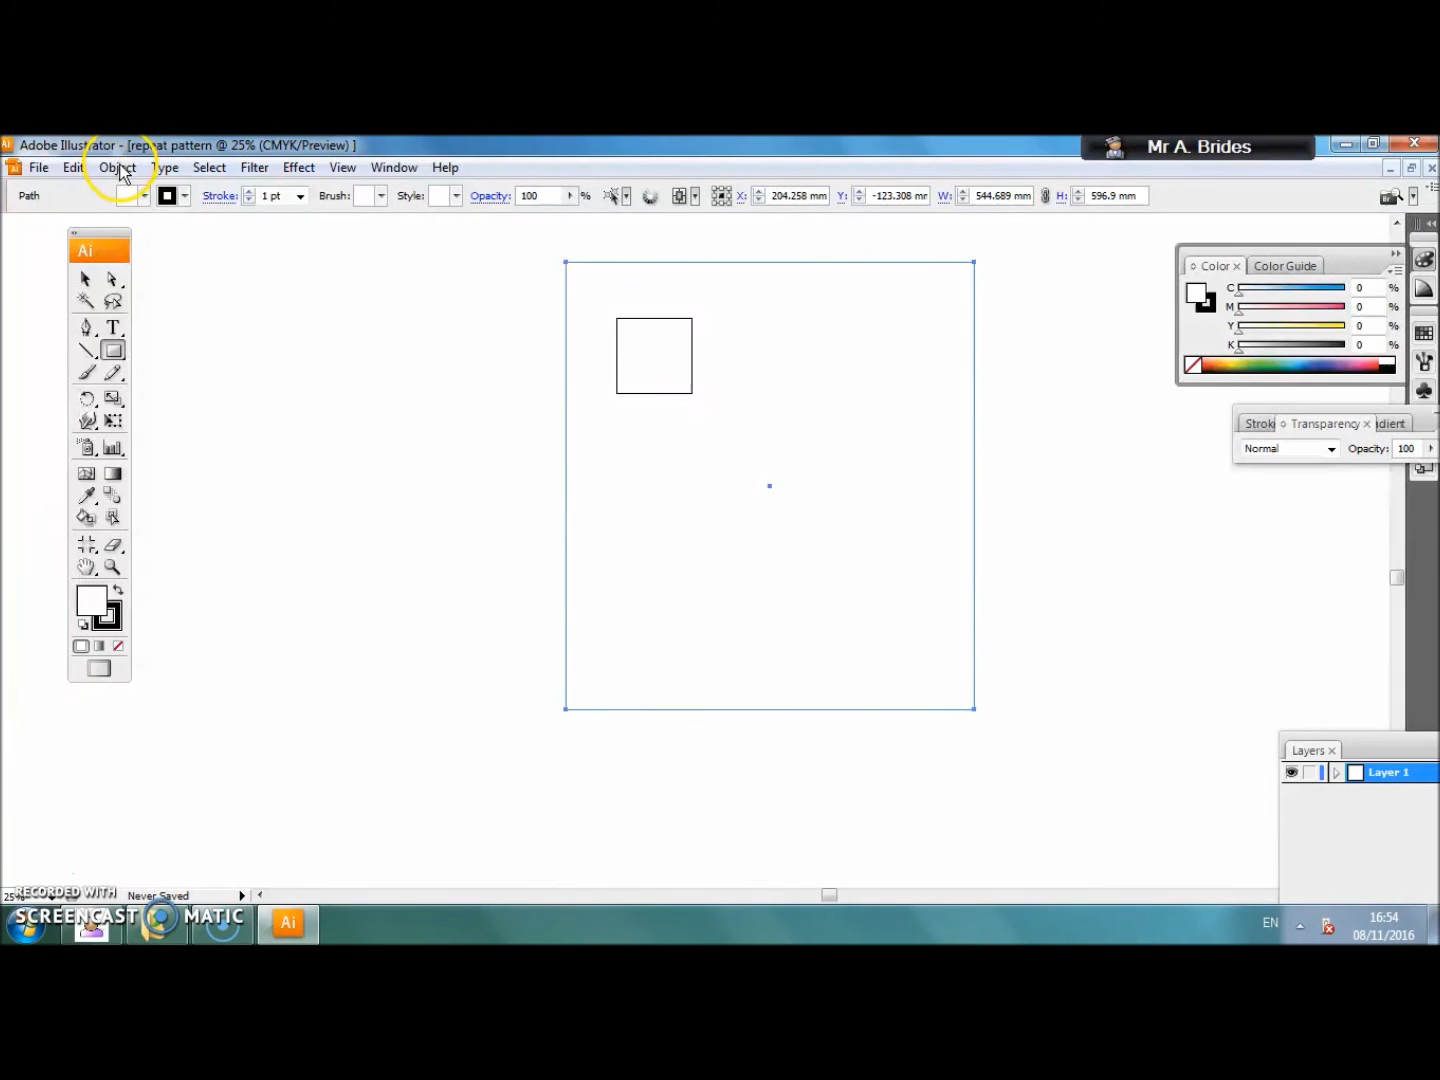 Adobe Illustrator - [repeat pattern @ 25% (CMYK/Preview) ]
Mr A. Brides
File Edit Object Type Select Filter Effect View Window Help
Path Stroke: 1 pt Brush: Style: Opacity: 100 % X: 204.258 mm Y: -123.308 mm W: 544.689 mm H: 596.9 mm
Ai
T
Color Color Guide
C 0 %
M 0 %
Y 0 %
K 0 %
Transparency
Normal Opacity: 100
Layers
Layer 1
25% Never Saved
RECORDED WITH
SCREENCAST MATIC
Ai
EN
16:54
08/11/2016